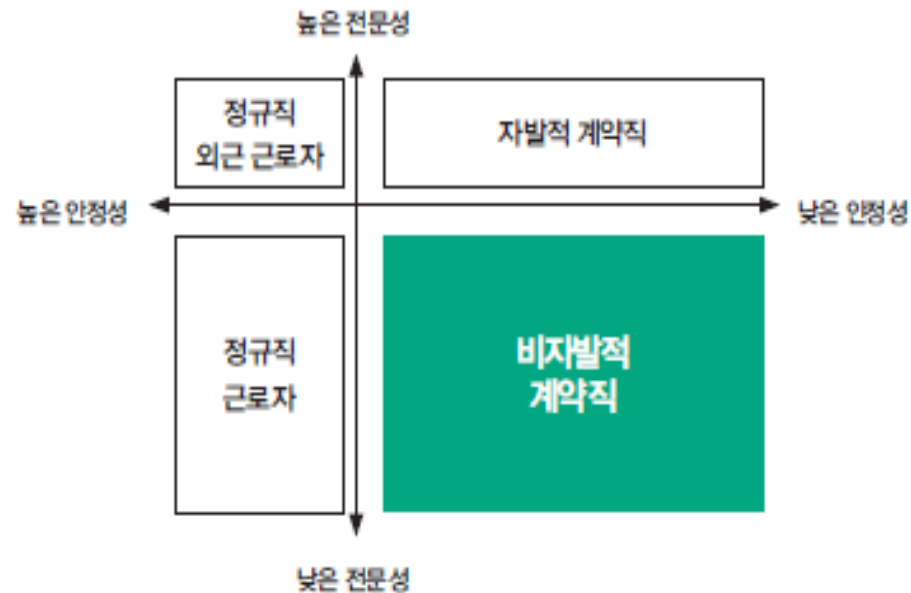 높은 전문성
정규직
외근 근로자
자발적 계약직
높은 안정성
낮은 안정성
정규직
근로자
비자발적
계약직
낮은 전문성